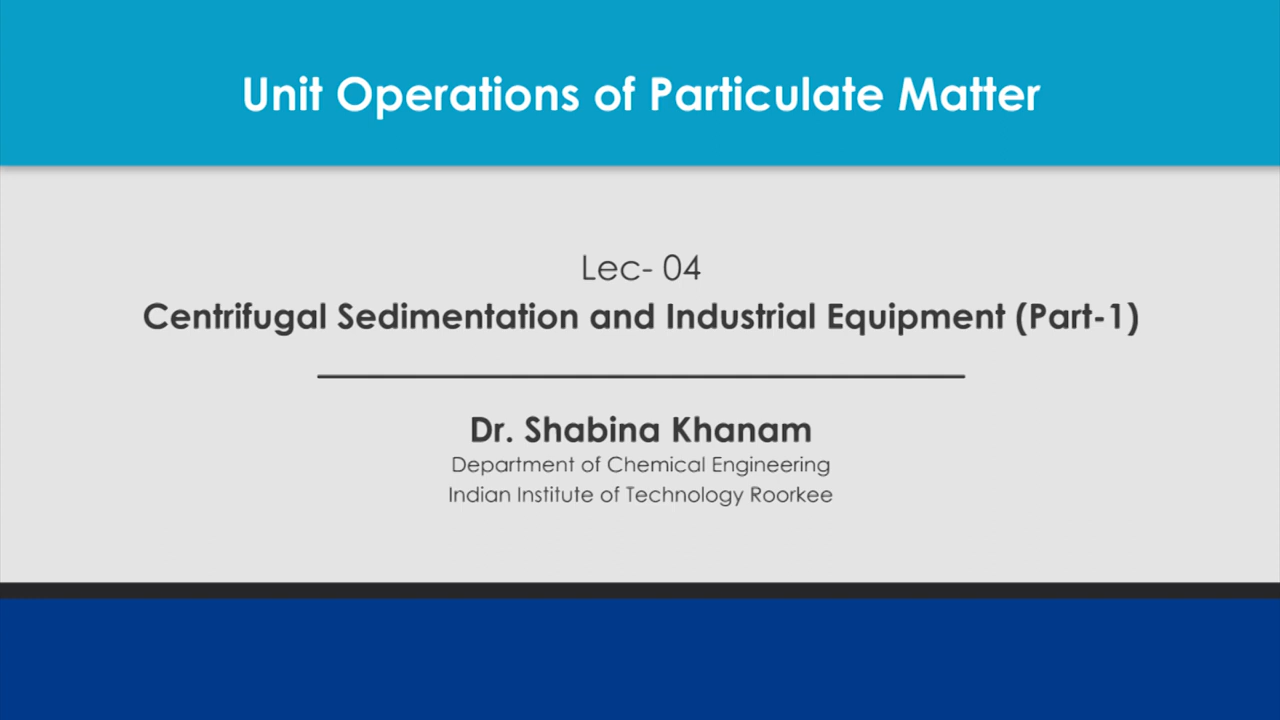 Unit Operations of Particulate Matter
Lec- 04
Centrifugal Sedimentation and Industrial Equipment (Part-1)
Dr. Shabina Khanam
Department of Chemical Engineering
Indian Institute of Technology Roorkee